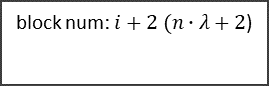 block num: 𝑖 + 2 (𝑛 · 𝜆 + 2)